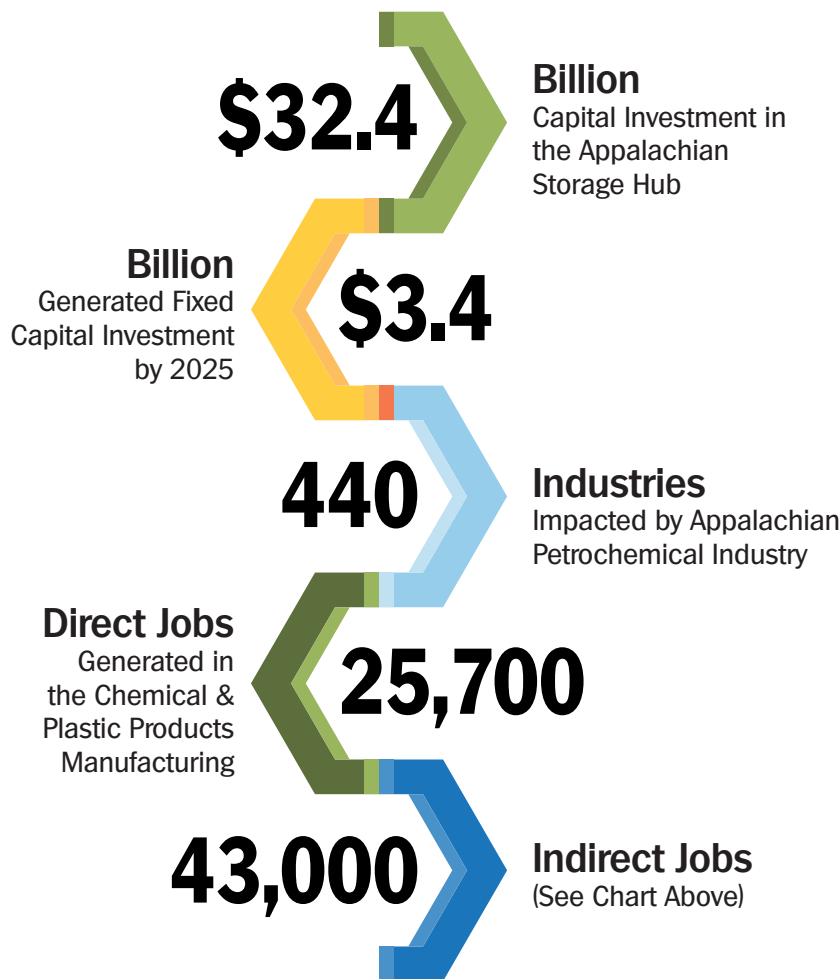 $32.4
Billion
Capital Investment in
the Appalachian
Storage Hub
Billion
Generated Fixed
Capital Investment
by 2025
$3.4
440
Industries
Impacted by Appalachian
Petrochemical Industry
Direct Jobs
Generated in
the Chemical &
Plastic Products
Manufacturing
25,700
43,000
Indirect Jobs
(See Chart Above)